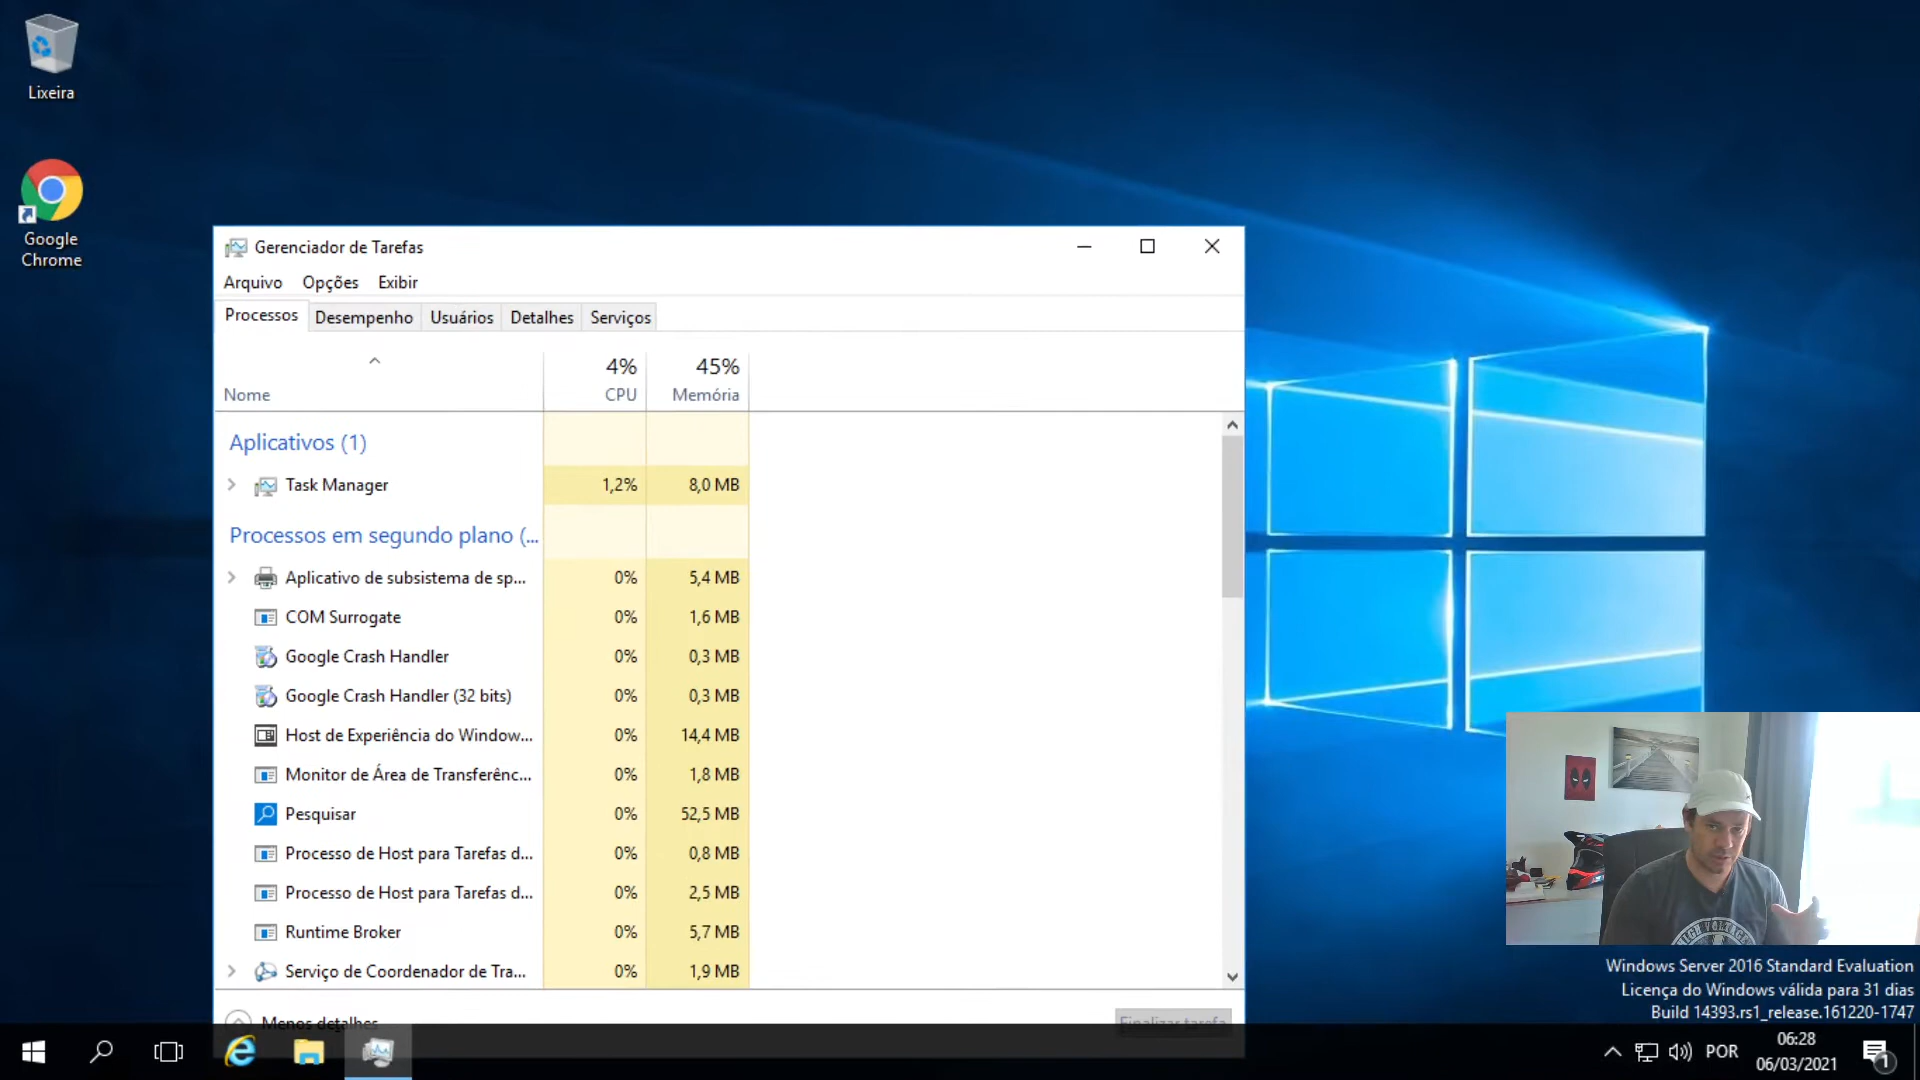 Lixeira
Google
Chrome
Gerenciador de Tarefas
Arquivo Opções Exibir
Processos Desempenho Usuários Detalhes Serviços
4% 45%
Nome CPU Memória
Aplicativos (1)
Task Manager 1,2% 8,0 MB
Processos em segundo plano (...
Aplicativo de subsistema de sp... 0% 5,4 MB
COM Surrogate 0% 1,6 MB
Google Crash Handler 0% 0,3 MB
Google Crash Handler (32 bits) 0% 0,3 MB
Host de Experiência do Window... 0% 14,4 MB
Monitor de Área de Transferênc... 0% 1,8 MB
Pesquisar 0% 52,5 MB
Processo de Host para Tarefas d... 0% 0,8 MB
Processo de Host para Tarefas d... 0% 2,5 MB
Runtime Broker 0% 5,7 MB
Serviço de Coordenador de Tra... 0% 1,9 MB
Menos detalhes Finalizar tarefa
HIGH VOLTAGE
Windows Server 2016 Standard Evaluation
Licença do Windows válida para 31 dias
Build 14393.rs1_release.161220-1747
POR
06:28
06/03/2021
1